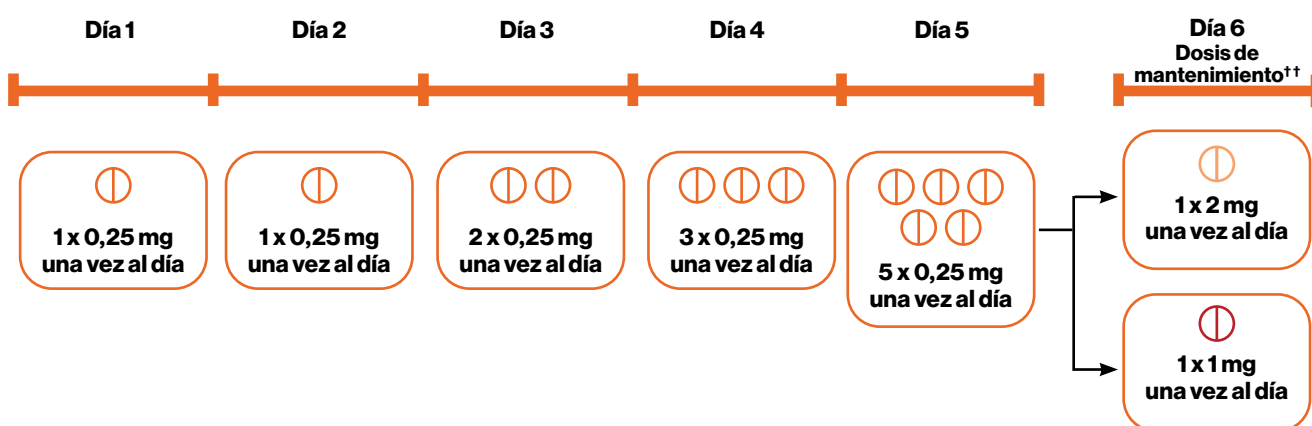 Día 1
Día 2
Día 3
Día 4
Día 5
Día 6
Dosis de
mantenimiento††
1 x 0,25 mg
una vez al día
1 x 0,25 mg
una vez al día
2 x 0,25 mg
una vez al día
3 x 0,25 mg
una vez al día
5 x 0,25 mg
una vez al día
1 x 2 mg
una vez al día
1 x 1 mg
una vez al día